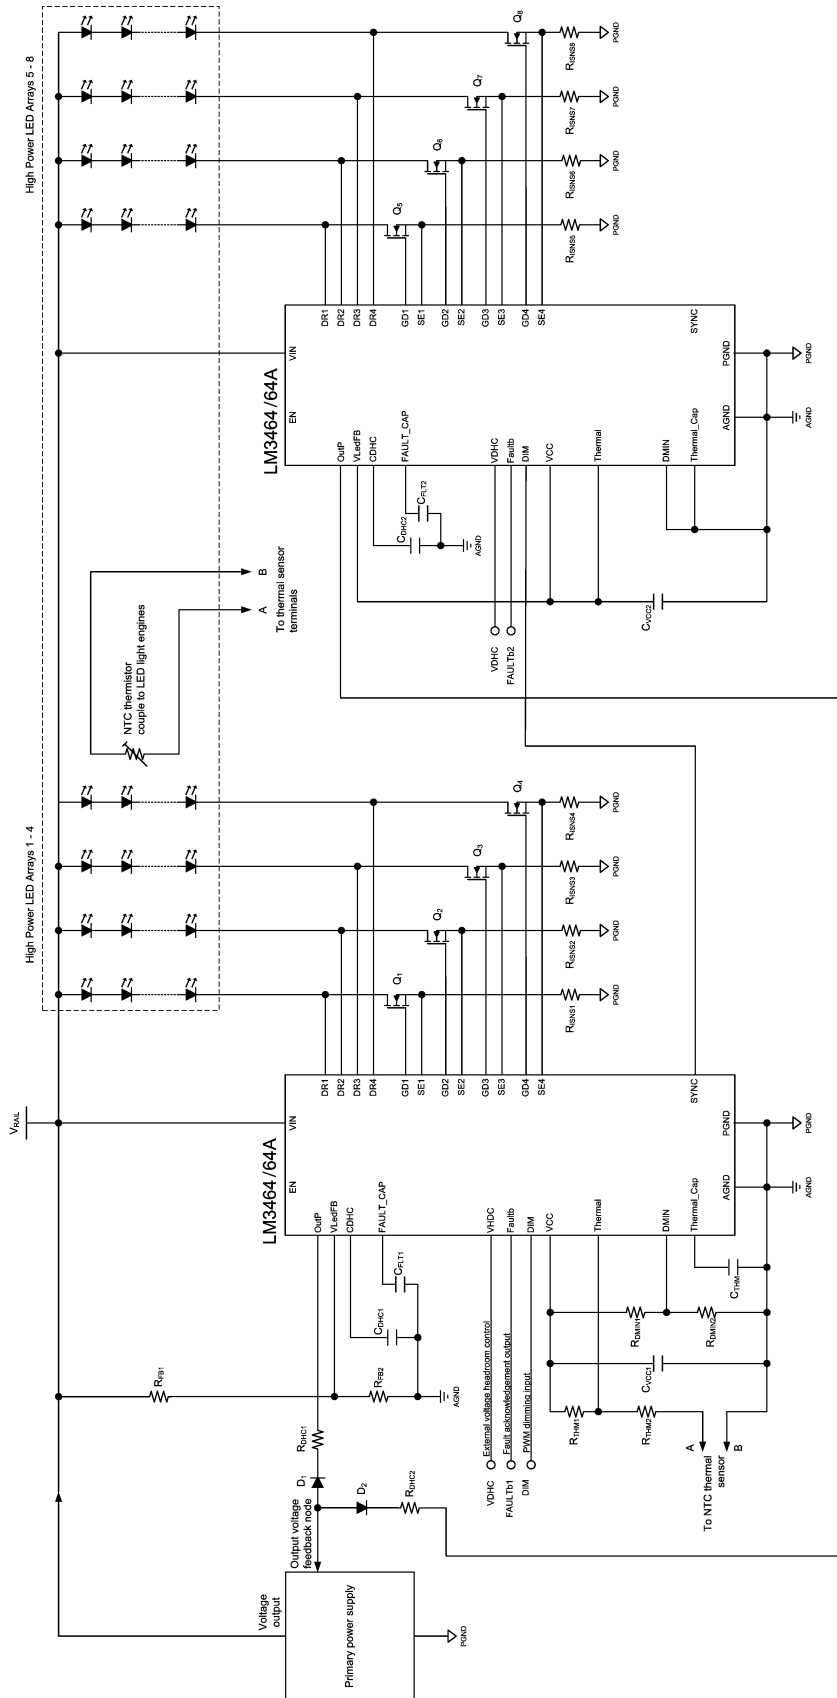 High Power LED Arrays 5 - 8
Q8
RISNS8
PGND
Q7
RISNS7
PGND
Q6
RISNS6
PGND
Q5
RISNS5
PGND
LM3464/64A
EN
VIN
DR1
DR2
DR3
DR4
GD1
SE1
GD2
SE2
GD3
SE3
GD4
SE4
SYNC
OutP
VLedFB
CDHC
FAULT_CAP
VDHC
Faultb
DIM
VCC
Thermal
DMIN
Thermal_Cap
AGND
PGND
PGND
AGND
CDHC2
CFLT2
AGND
VDHC
FAULTb2
CVCC2
NTC thermistor
couple to LED light engines
A
B
To thermal sensor
terminals
High Power LED Arrays 1 - 4
Q4
RISNS4
PGND
Q3
RISNS3
PGND
Q2
RISNS2
PGND
Q1
RISNS1
PGND
VRAIL
LM3464/64A
EN
VIN
DR1
DR2
DR3
DR4
GD1
SE1
GD2
SE2
GD3
SE3
GD4
SE4
SYNC
OutP
VLedFB
CDHC
FAULT_CAP
VHDC
Faultb
DIM
VCC
Thermal
DMIN
Thermal_Cap
AGND
PGND
PGND
AGND
CDHC1
CFLT1
RFB1
RFB2
AGND
RDHC1
D1
D2
RDHC2
Output voltage
feedback node
VDHC
External voltage headroom control
FAULTb1
Fault acknowledgement output
DIM
PWM dimming input
RTHM1
RTHM2
CVCC1
RDMIN1
RDMIN2
CTHM
A
B
To NTC thermal
sensor
Voltage
output
Primary power supply
PGND